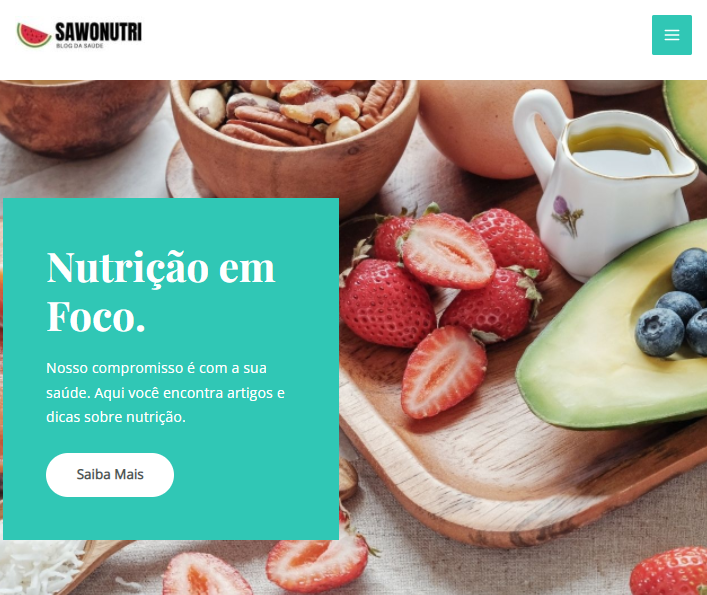 SAWONUTRI
BLOG DA SAÚDE
Nutrição em
Foco.
Nosso compromisso é com a sua
saúde. Aqui você encontra artigos e
dicas sobre nutrição.
Saiba Mais